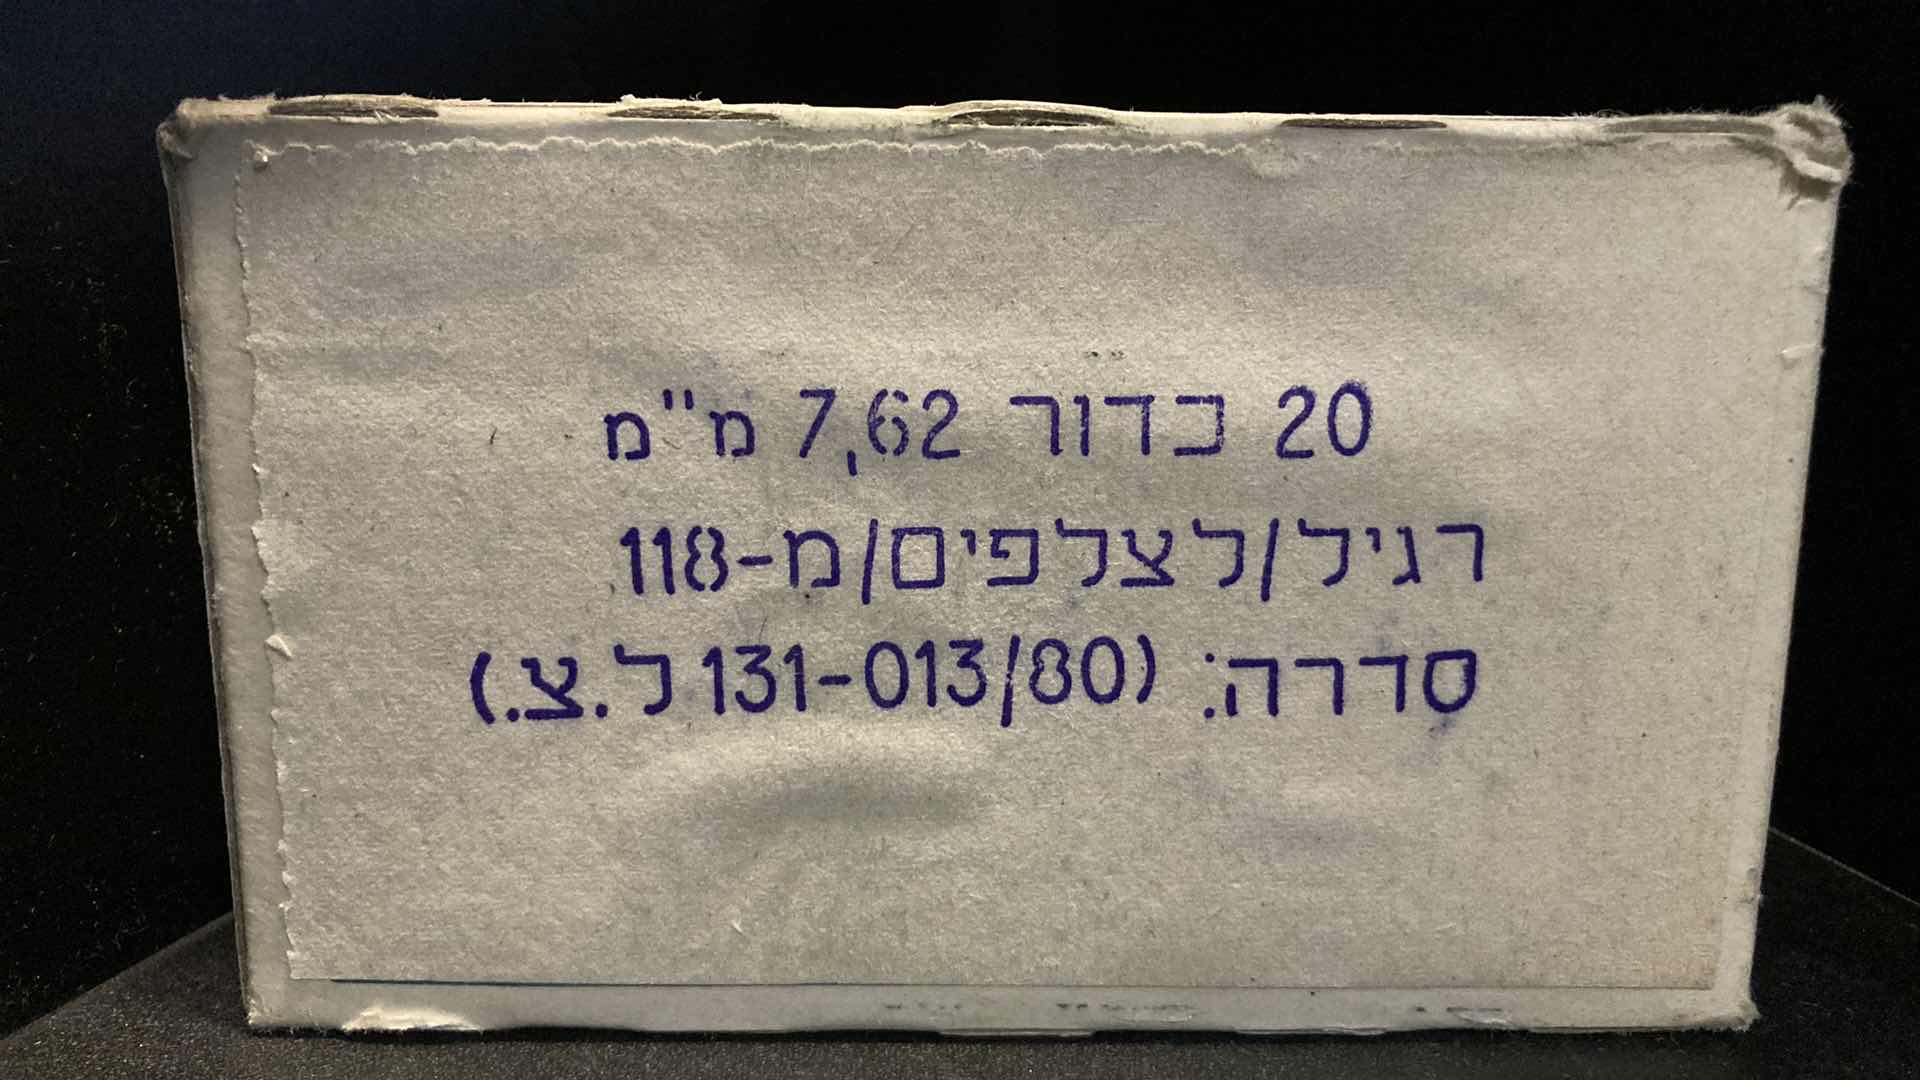 20 כדור 7,62 מ"מ
רגיל/לצלפים/מ-118
סדרה: (131-013/80 ל.צ.)